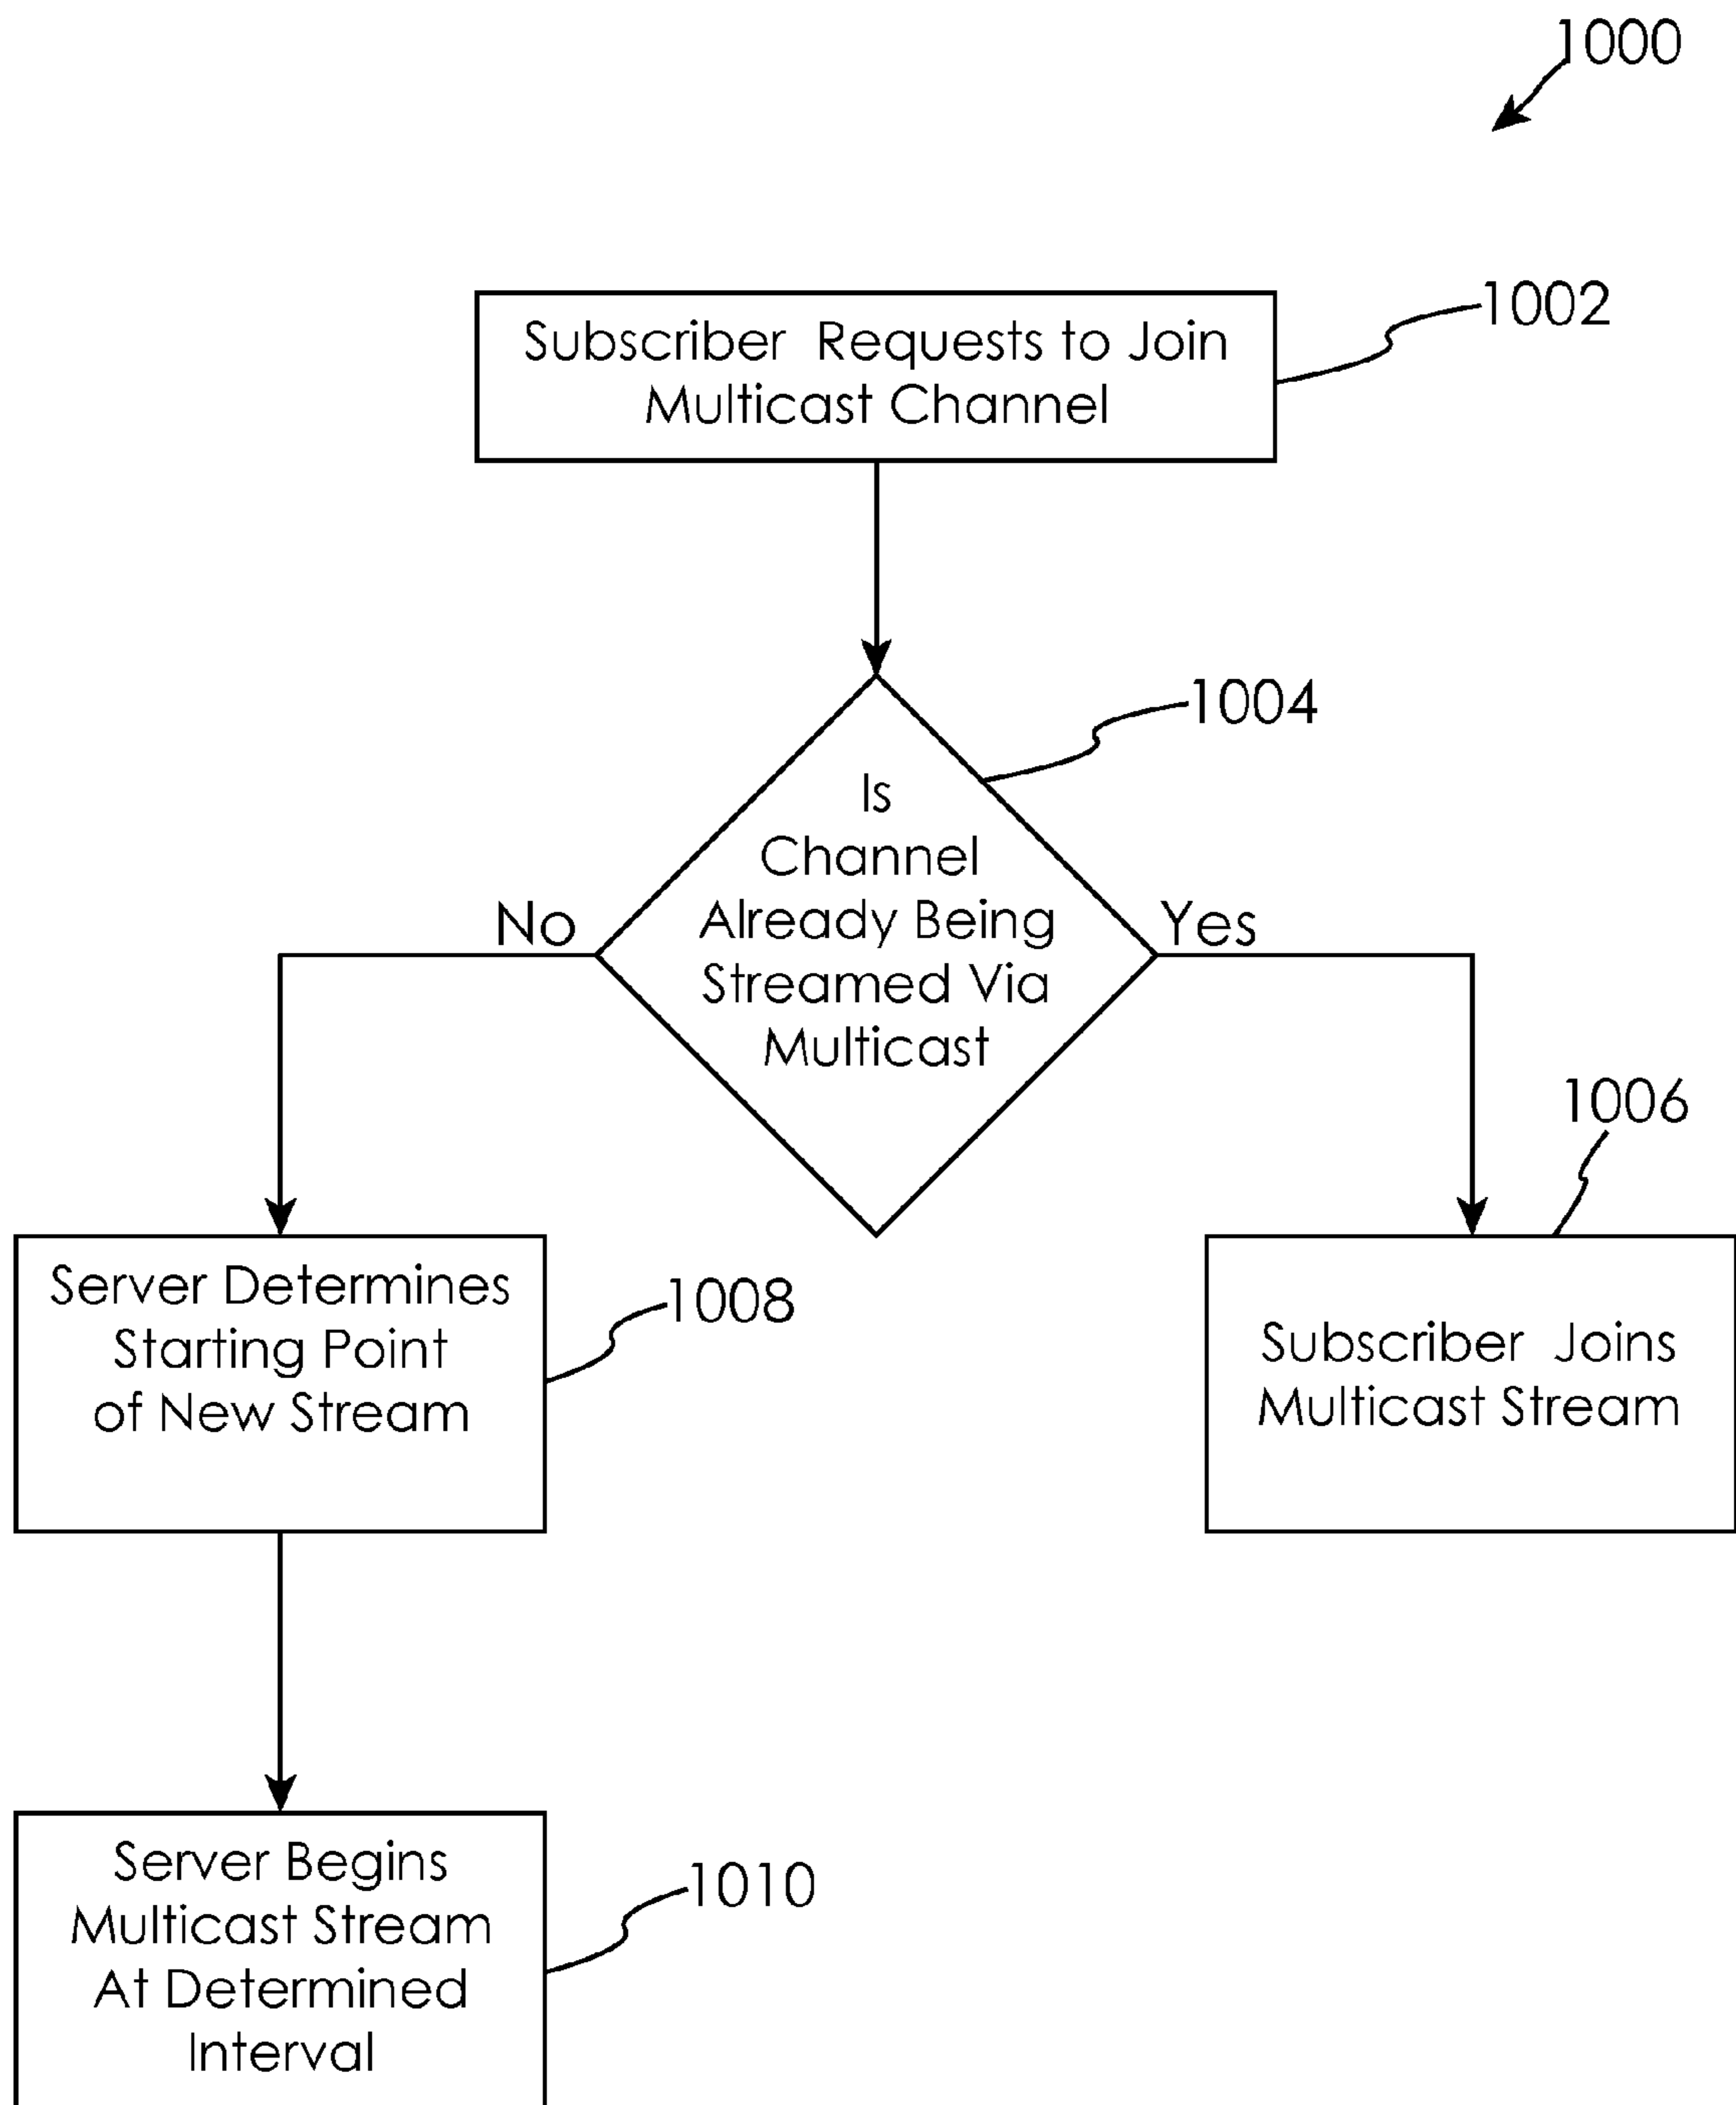 1000
Subscriber Requests to Join
Multicast Channel
1002
1004
Is
Channel
Already Being
Streamed Via
Multicast
No
Yes
1006
Server Determines
Starting Point
of New Stream
1008
Subscriber Joins
Multicast Stream
Server Begins
Multicast Stream
At Determined
Interval
1010